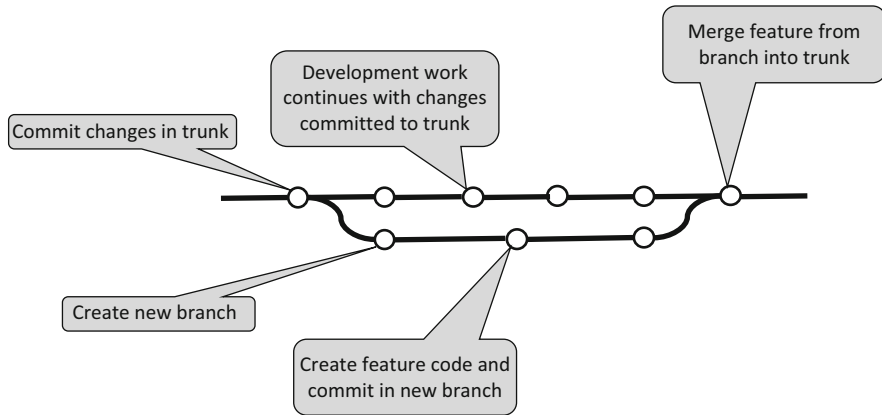 Commit changes in trunk
Development work
continues with changes
committed to trunk
Merge feature from
branch into trunk
Create new branch
Create feature code and
commit in new branch